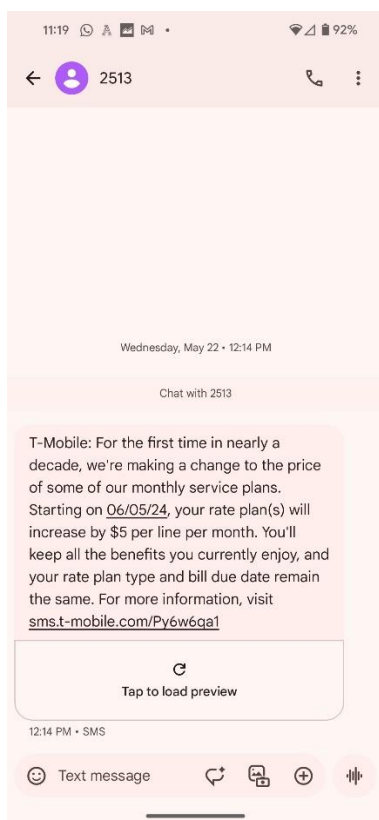 11:19 92%
2513
Wednesday, May 22 • 12:14 PM
Chat with 2513
T-Mobile: For the first time in nearly a
decade, we're making a change to the price
of some of our monthly service plans.
Starting on 06/05/24, your rate plan(s) will
increase by $5 per line per month. You'll
keep all the benefits you currently enjoy, and
your rate plan type and bill due date remain
the same. For more information, visit
sms.t-mobile.com/Py6w6qa1
Tap to load preview
12:14 PM • SMS
Text message